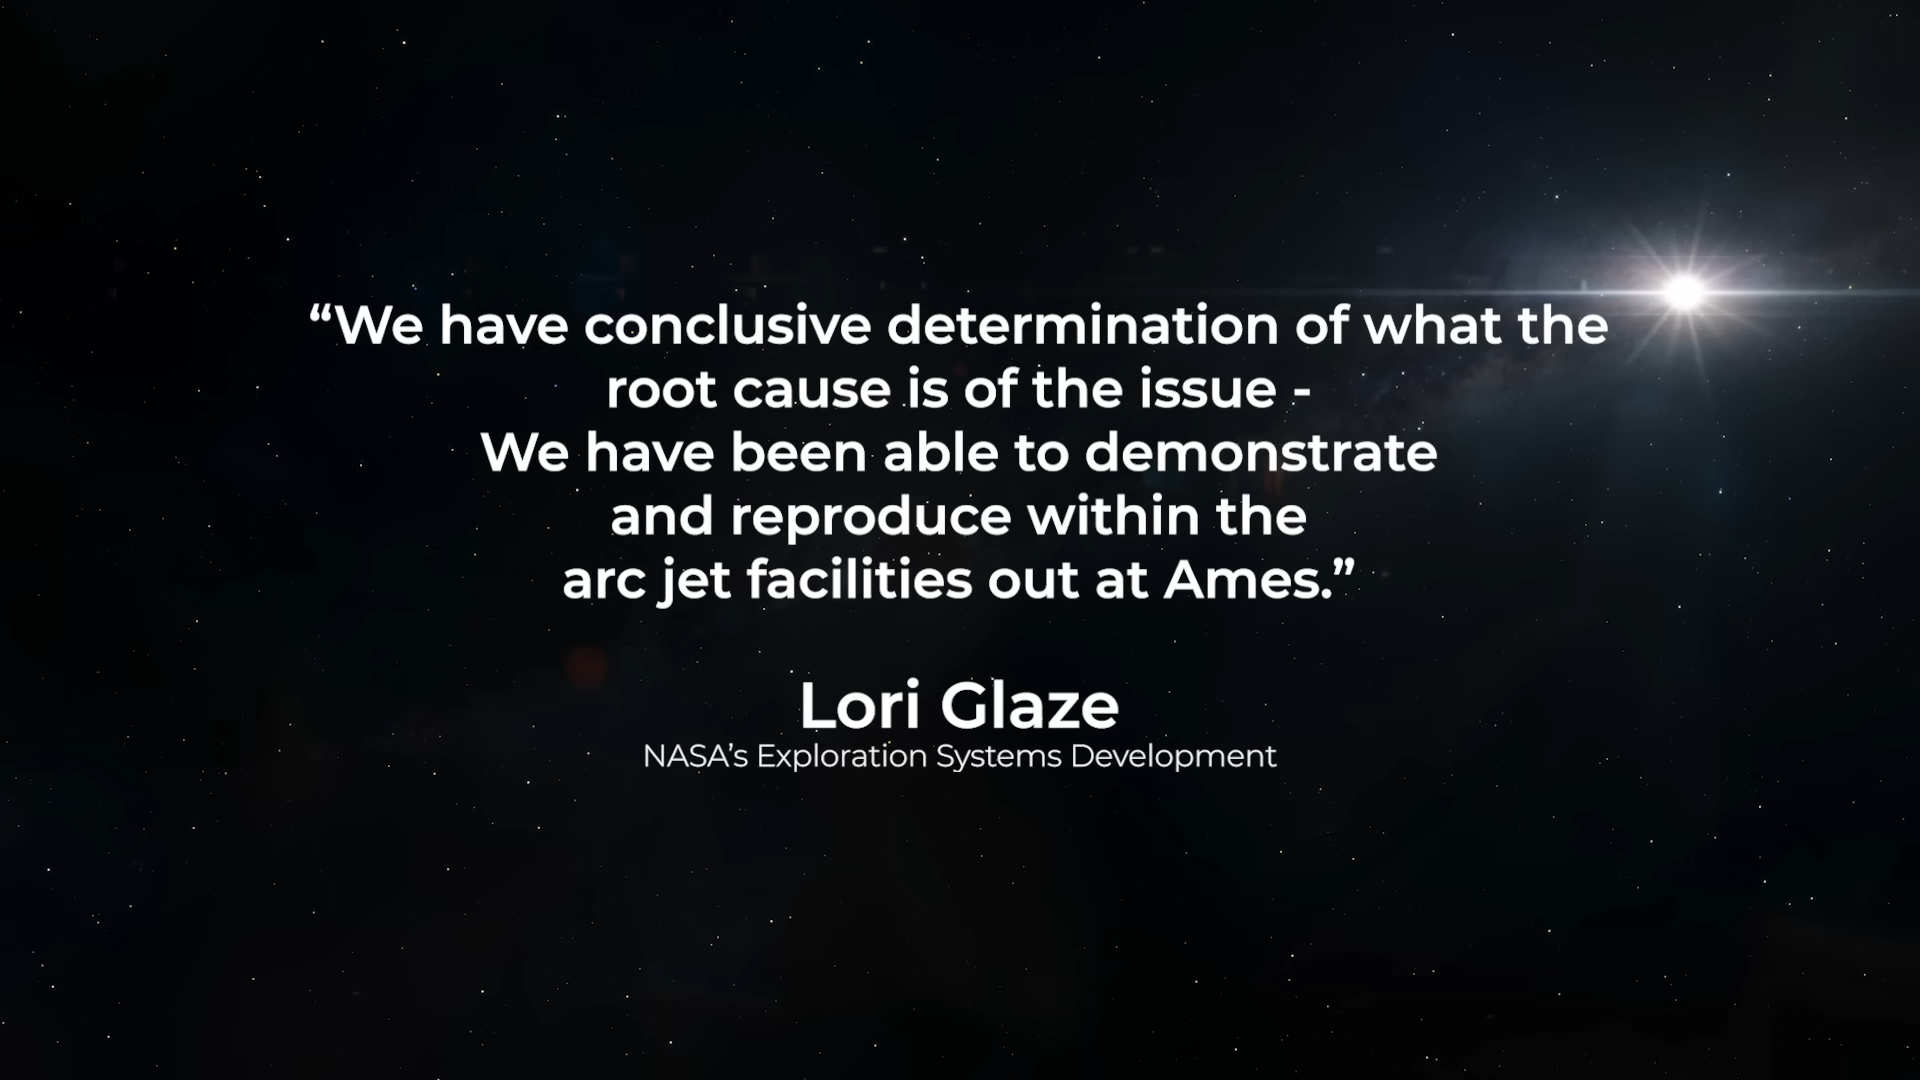 “We have conclusive determination of what the
root cause is of the issue -
We have been able to demonstrate
and reproduce within the
arc jet facilities out at Ames.”
Lori Glaze
NASA’s Exploration Systems Development